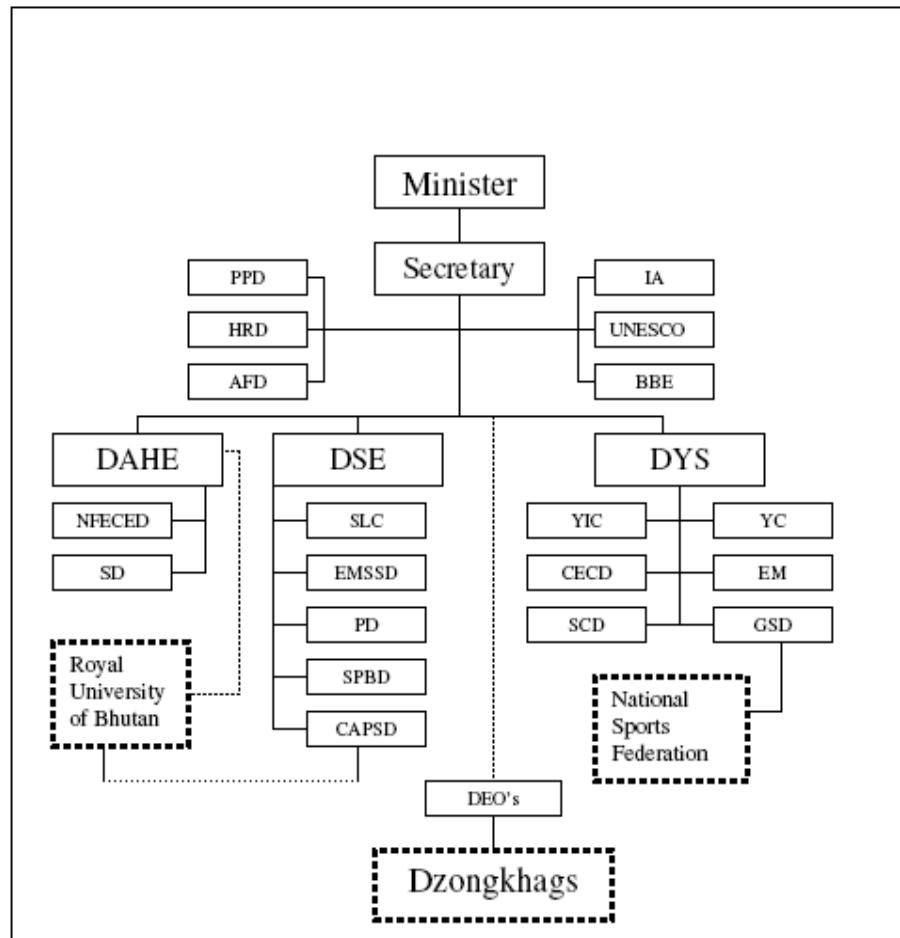 Minister
Secretary
PPD
IA
HRD
UNESCO
AFD
BBE
DAHE
DSE
DYS
NFECED
SLC
YIC
YC
SD
EMSSD
CECD
EM
PD
SCD
GSD
Royal
University
of Bhutan
SPBD
National
Sports
Federation
CAPSD
DEO's
Dzongkhags